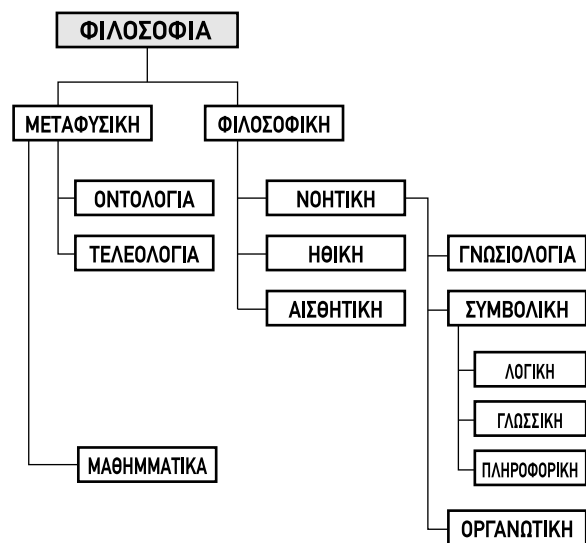 ΦΙΛΟΣΟΦΙΑ
ΜΕΤΑΦΥΣΙΚΗ
ΦΙΛΟΣΟΦΙΚΗ
ΟΝΤΟΛΟΓΙΑ
ΝΟΗΤΙΚΗ
ΤΕΛΕΟΛΟΓΙΑ
ΗΘΙΚΗ
ΓΝΩΣΙΟΛΟΓΙΑ
ΑΙΣΘΗΤΙΚΗ
ΣΥΜΒΟΛΙΚΗ
ΛΟΓΙΚΗ
ΓΛΩΣΣΙΚΗ
ΜΑΘΗΜΜΑΤΙΚΑ
ΠΛΗΡΟΦΟΡΙΚΗ
ΟΡΓΑΝΩΤΙΚΗ